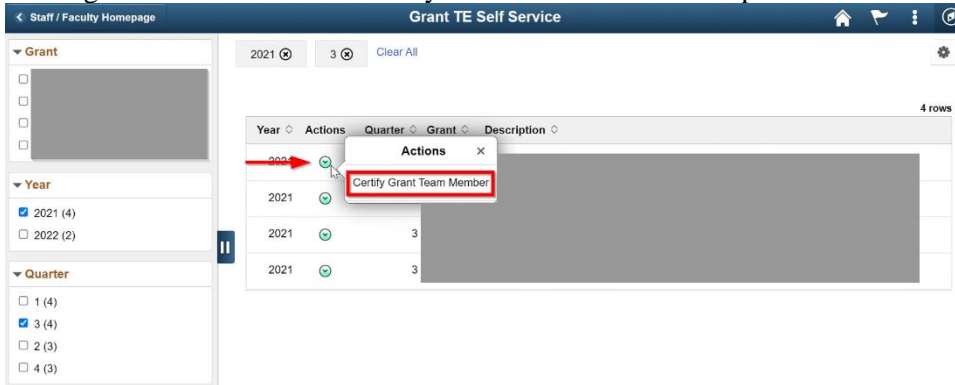 Staff / Faculty Homepage
Grant TE Self Service
Grant
Year
2021 (4)
2022 (2)
Quarter
1 (4)
3 (4)
2 (3)
4 (3)
2021 3 Clear All
4 rows
Year Actions Quarter Grant Description
2021
Actions ×
Certify Grant Team Member
2021
2021 3
2021 3